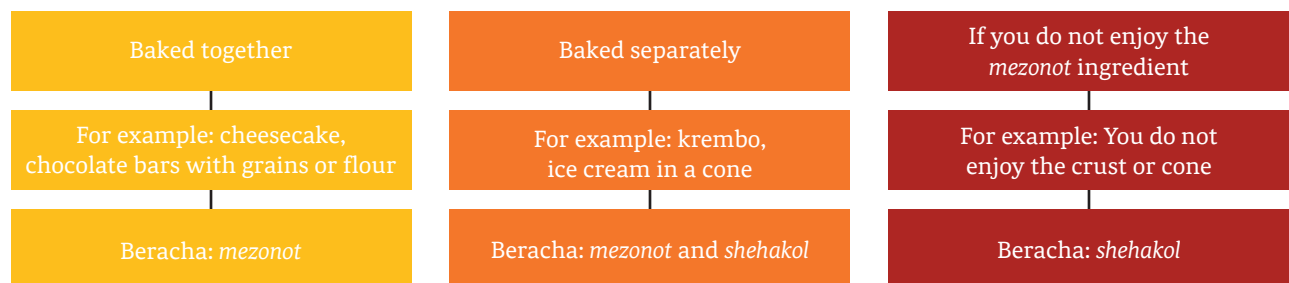 Baked together
For example: cheesecake,
chocolate bars with grains or flour
Beracha: mezonot
Baked separately
For example: krembo,
ice cream in a cone
Beracha: mezonot and shehakol
If you do not enjoy the
mezonot ingredient
For example: You do not
enjoy the crust or cone
Beracha: shehakol